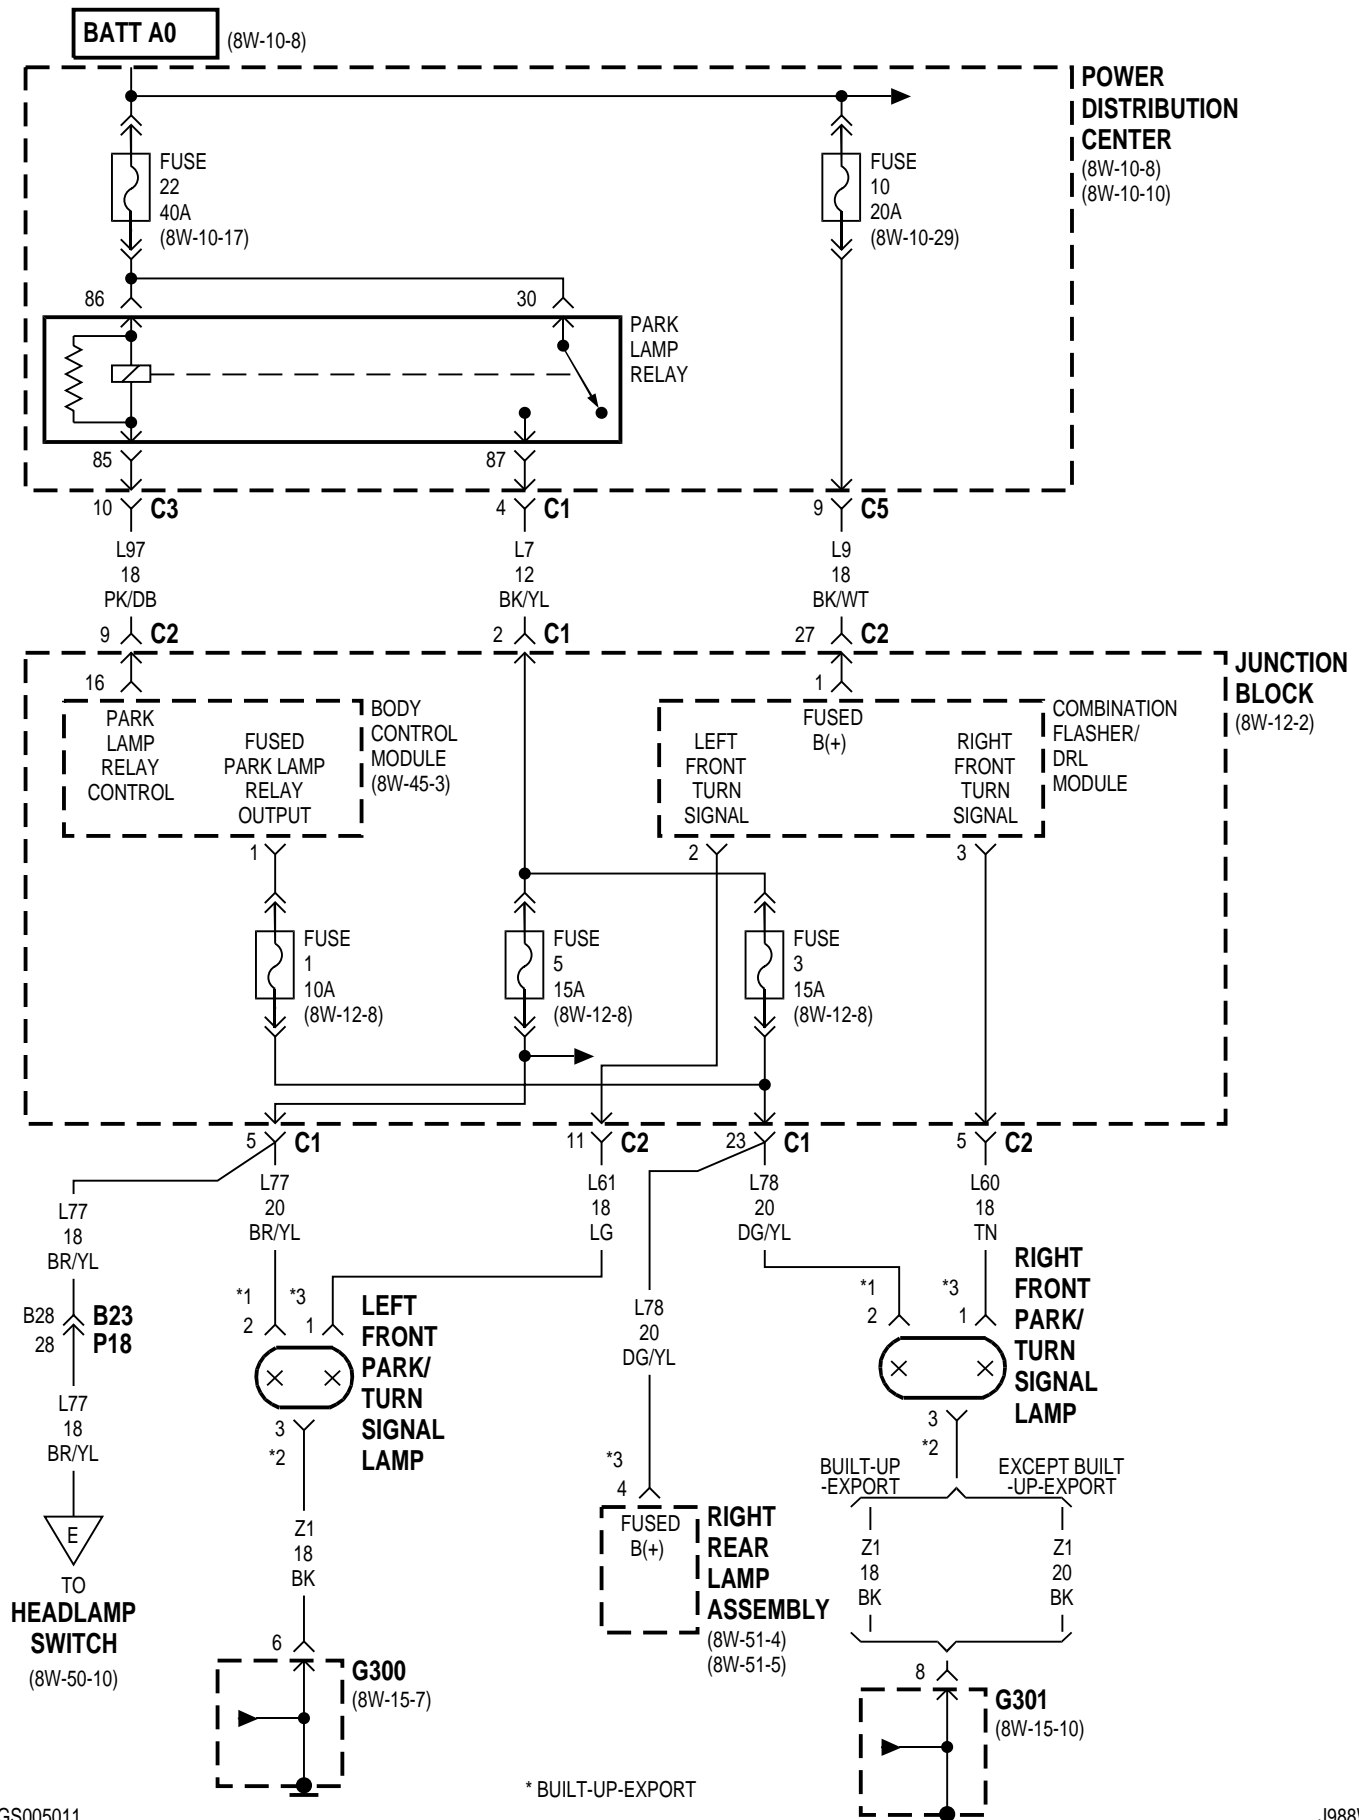 BATT A0
(8W-10-8)
POWER
DISTRIBUTION
CENTER
(8W-10-8)
(8W-10-10)
FUSE
22
40A
(8W-10-17)
FUSE
10
20A
(8W-10-29)
86
30
PARK
LAMP
RELAY
85
87
10 C3
4 C1
9 C5
L97
18
PK/DB
L7
12
BK/YL
L9
18
BK/WT
9 C2
2 C1
27 C2
JUNCTION
BLOCK
(8W-12-2)
16
1
PARK
LAMP
RELAY
CONTROL
FUSED
PARK LAMP
RELAY
OUTPUT
BODY
CONTROL
MODULE
(8W-45-3)
LEFT
FRONT
TURN
SIGNAL
FUSED
B(+)
RIGHT
FRONT
TURN
SIGNAL
COMBINATION
FLASHER/
DRL
MODULE
1
2
3
FUSE
1
10A
(8W-12-8)
FUSE
5
15A
(8W-12-8)
FUSE
3
15A
(8W-12-8)
5 C1
11 C2
23 C1
5 C2
L77
18
BR/YL
L77
20
BR/YL
L61
18
LG
L78
20
DG/YL
L60
18
TN
B28 B23
28 P18
L77
18
BR/YL
E
TO
HEADLAMP
SWITCH
(8W-50-10)
*1
2
*3
1
LEFT
FRONT
PARK/
TURN
SIGNAL
LAMP
3
*2
Z1
18
BK
6
G300
(8W-15-7)
L78
20
DG/YL
*3
4
FUSED
B(+)
RIGHT
REAR
LAMP
ASSEMBLY
(8W-51-4)
(8W-51-5)
*1
2
*3
1
RIGHT
FRONT
PARK/
TURN
SIGNAL
LAMP
3
*2
BUILT-UP
-EXPORT
EXCEPT BUILT
-UP-EXPORT
Z1
18
BK
Z1
20
BK
8
G301
(8W-15-10)
* BUILT-UP-EXPORT